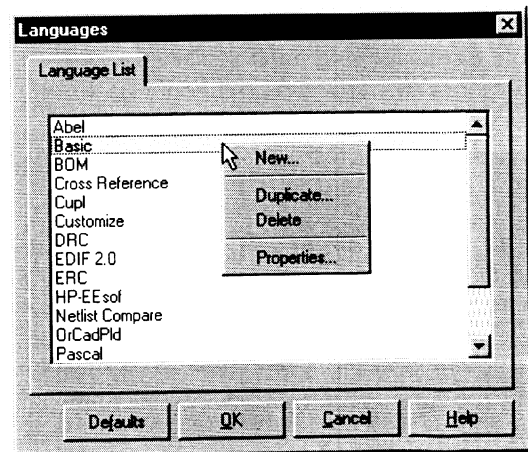 Languages
Language List
Abel
Basic
BOM
Cross Reference
Cupl
Customize
DRC
EDIF 2.0
ERC
HP-EEsof
Netlist Compare
OrCadPld
Pascal
New...
Duplicate...
Delete
Properties...
Defaults
OK
Cancel
Help